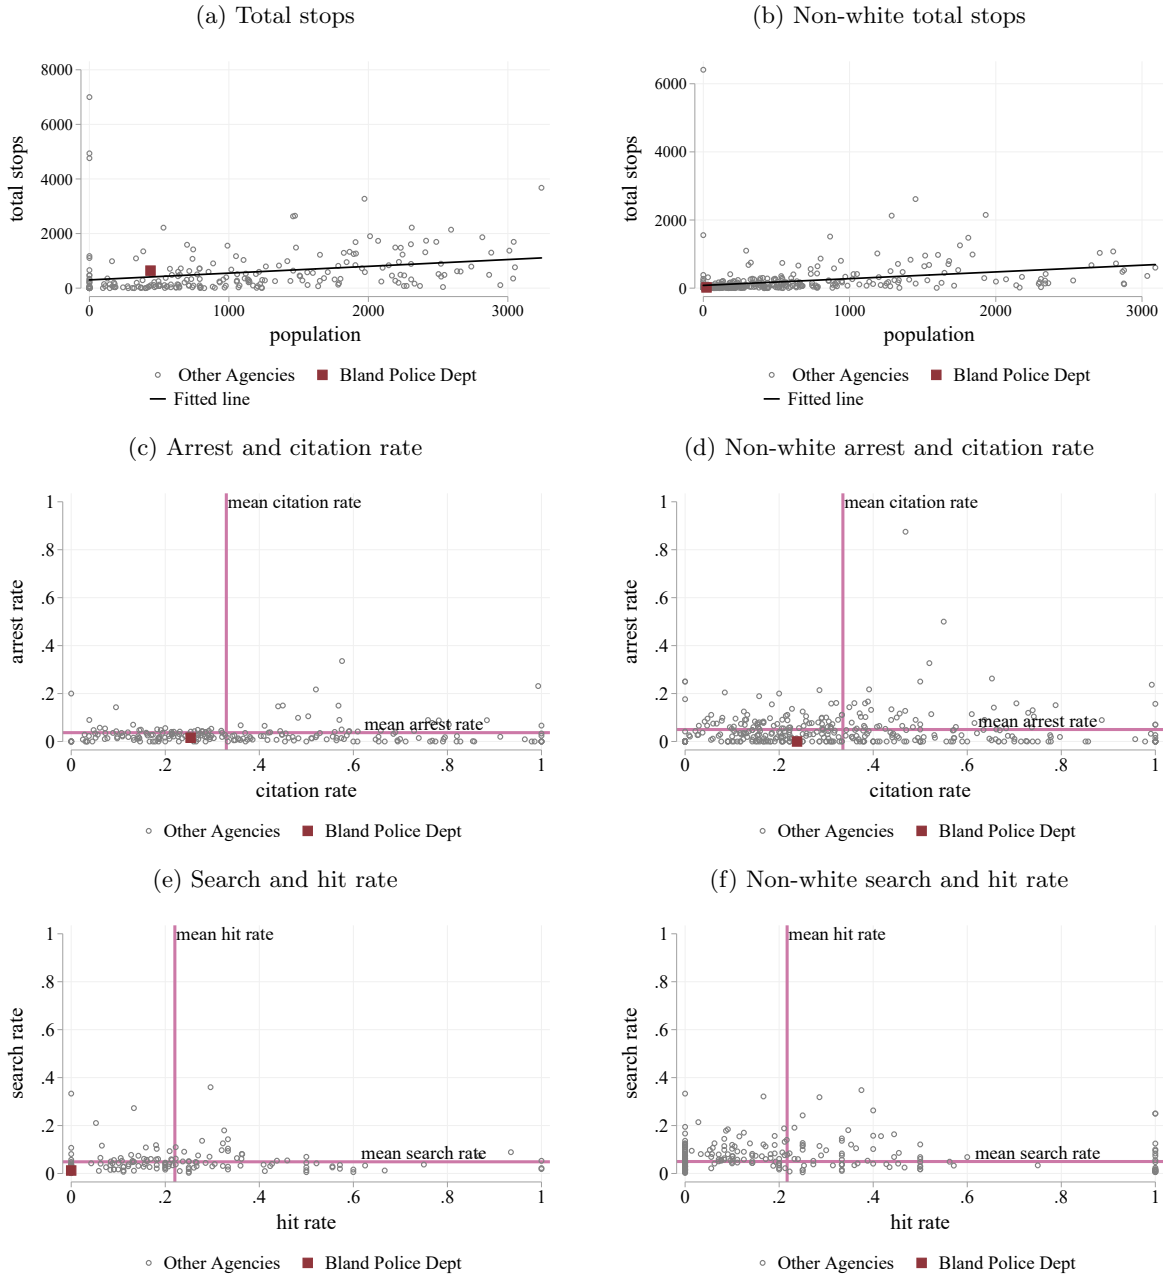 (a) Total stops
total stops
8000
6000
4000
2000
0
0 1000 2000 3000
population
Other Agencies Bland Police Dept
Fitted line
(b) Non-white total stops
total stops
6000
4000
2000
0
0 1000 2000 3000
population
Other Agencies Bland Police Dept
Fitted line
(c) Arrest and citation rate
arrest rate
1
.8
.6
.4
.2
0
mean citation rate
mean arrest rate
0 .2 .4 .6 .8 1
citation rate
Other Agencies Bland Police Dept
(d) Non-white arrest and citation rate
arrest rate
1
.8
.6
.4
.2
0
mean citation rate
mean arrest rate
0 .2 .4 .6 .8 1
citation rate
Other Agencies Bland Police Dept
(e) Search and hit rate
search rate
1
.8
.6
.4
.2
0
mean hit rate
mean search rate
0 .2 .4 .6 .8 1
hit rate
Other Agencies Bland Police Dept
(f) Non-white search and hit rate
search rate
1
.8
.6
.4
.2
0
mean hit rate
mean search rate
0 .2 .4 .6 .8 1
hit rate
Other Agencies Bland Police Dept